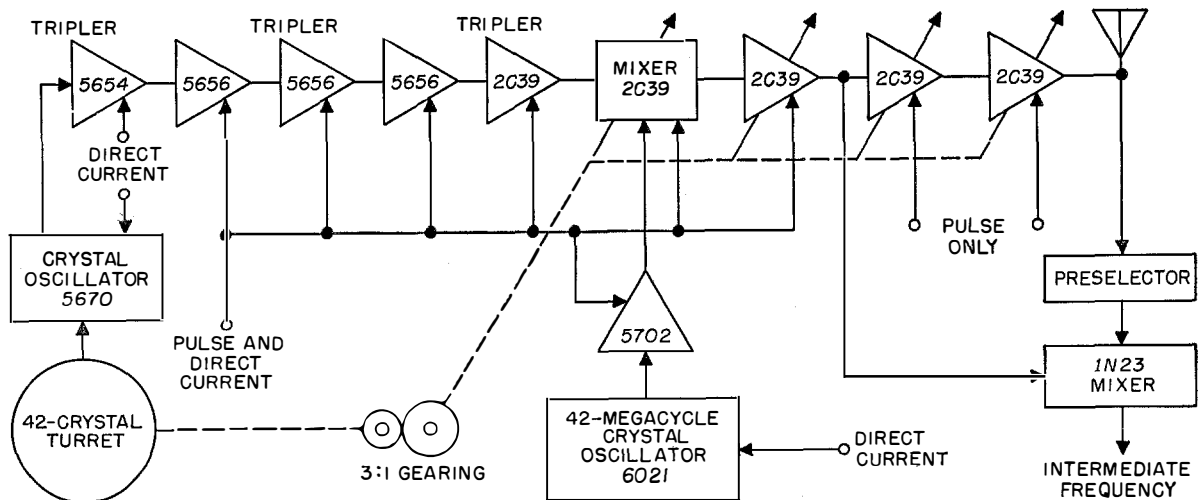 TRIPLER
TRIPLER
TRIPLER
5654
5656
5656
5656
2C39
MIXER
2C39
2C39
2C39
2C39
DIRECT
CURRENT
CRYSTAL
OSCILLATOR
5670
PULSE AND
DIRECT
CURRENT
PULSE
ONLY
PRESELECTOR
5702
1N23
MIXER
42-CRYSTAL
TURRET
3:1 GEARING
42-MEGACYCLE
CRYSTAL
OSCILLATOR
6021
DIRECT
CURRENT
INTERMEDIATE
FREQUENCY